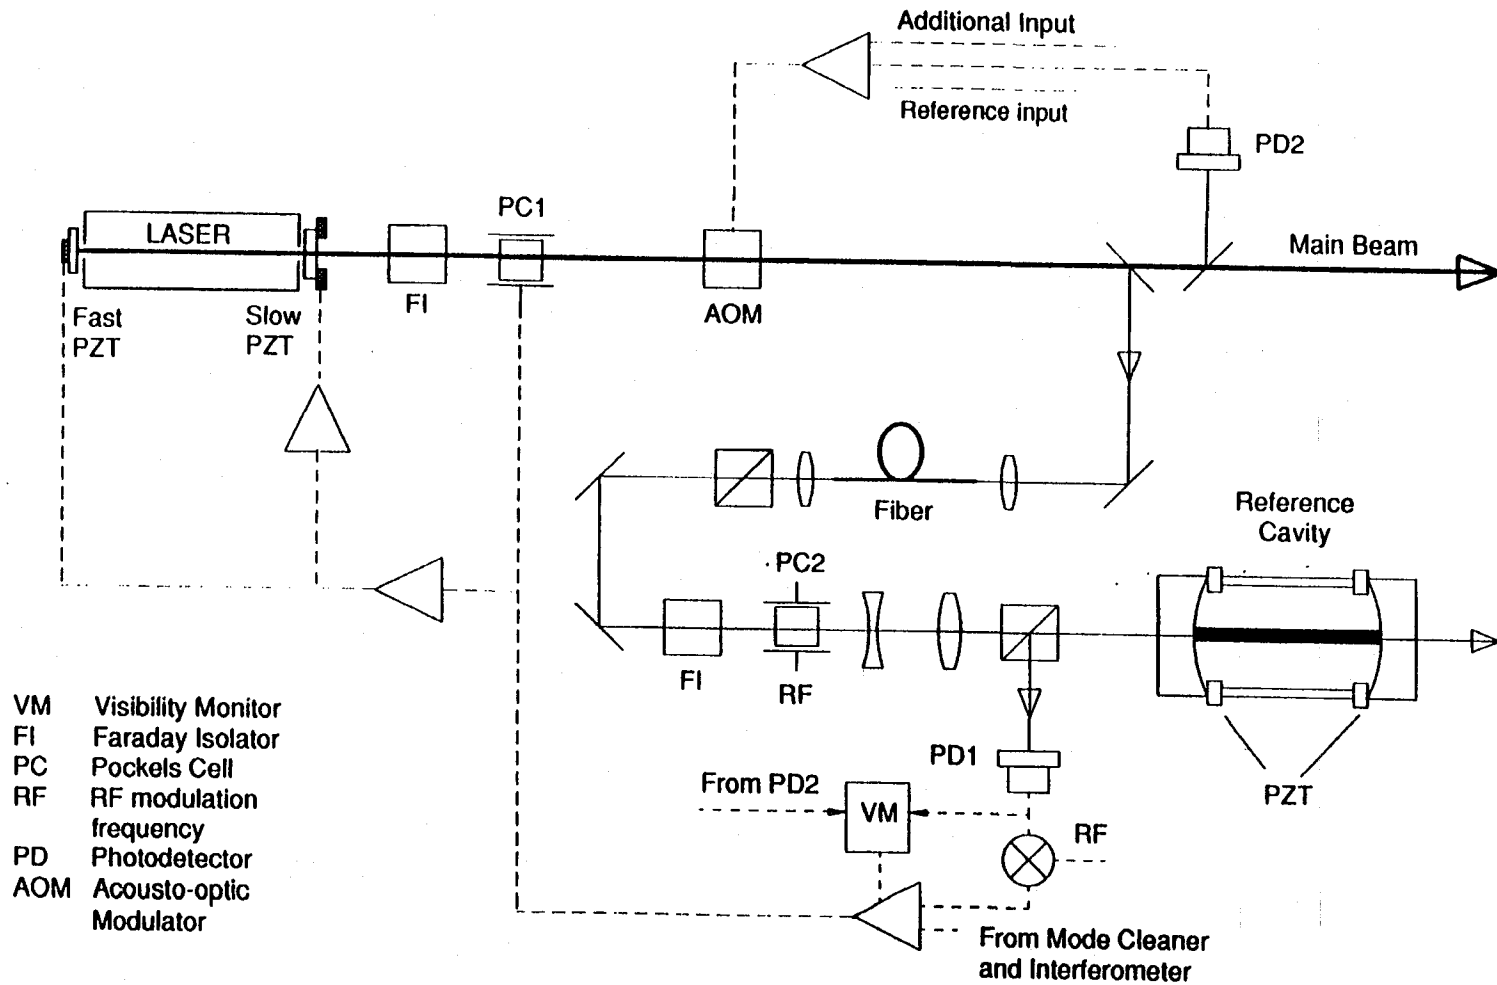 Additional Input
Reference input
PD2
PC1
LASER
Main Beam
FI
AOM
Fast
PZT
Slow
PZT
Fiber
Reference
Cavity
PC2
FI
RF
PD1
PZT
From PD2
VM
RF
From Mode Cleaner
and Interferometer
VM Visibility Monitor
FI Faraday Isolator
PC Pockels Cell
RF RF modulation
frequency
PD Photodetector
AOM Acousto-optic
Modulator